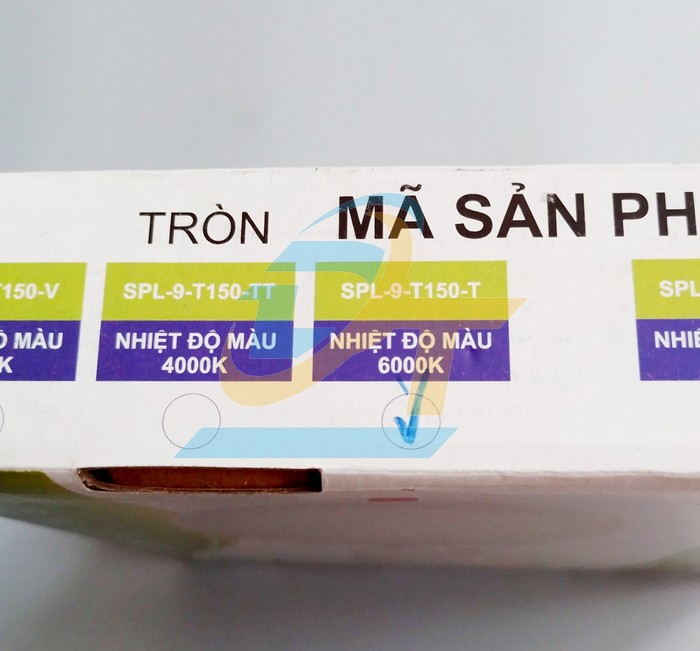 TRÒN
MÃ SẢN PH
T150-V
SPL-9-T150-TT
SPL-9-T150-T
SPL
Ộ MÀU
K
NHIỆT ĐỘ MÀU
4000K
NHIỆT ĐỘ MÀU
6000K
NHIỆ